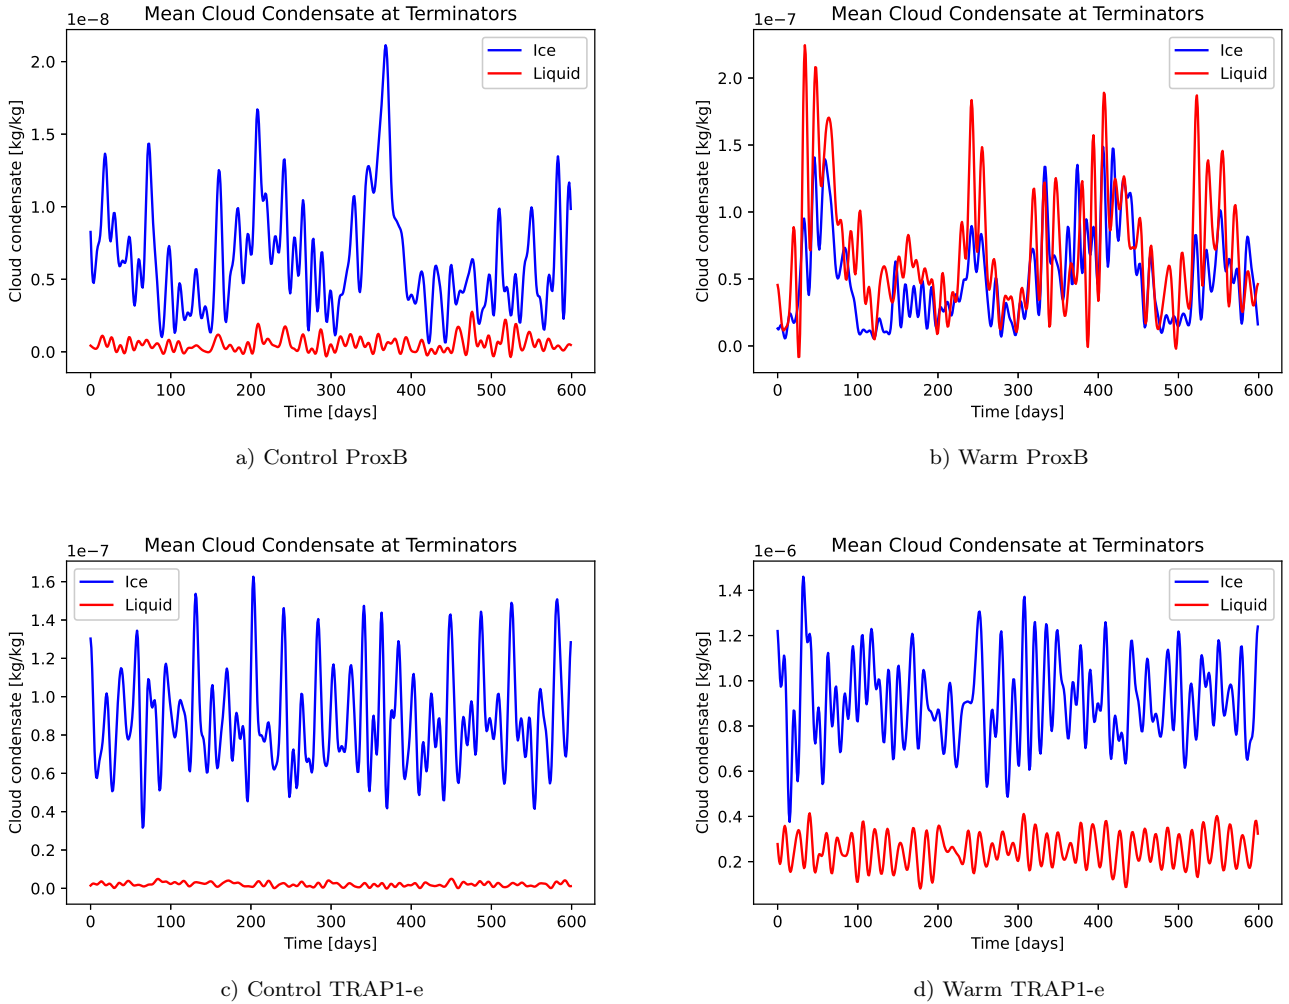 Mean Cloud Condensate at Terminators
1e−8
Ice
Liquid
Cloud condensate [kg/kg]
2.0
1.5
1.0
0.5
0.0
0 100 200 300 400 500 600
Time [days]
a) Control ProxB
Mean Cloud Condensate at Terminators
1e−7
Ice
Liquid
Cloud condensate [kg/kg]
2.0
1.5
1.0
0.5
0.0
0 100 200 300 400 500 600
Time [days]
b) Warm ProxB
Mean Cloud Condensate at Terminators
1e−7
Ice
Liquid
Cloud condensate [kg/kg]
1.6
1.4
1.2
1.0
0.8
0.6
0.4
0.2
0.0
0 100 200 300 400 500 600
Time [days]
c) Control TRAP1-e
Mean Cloud Condensate at Terminators
1e−6
Ice
Liquid
Cloud condensate [kg/kg]
1.4
1.2
1.0
0.8
0.6
0.4
0.2
0 100 200 300 400 500 600
Time [days]
d) Warm TRAP1-e